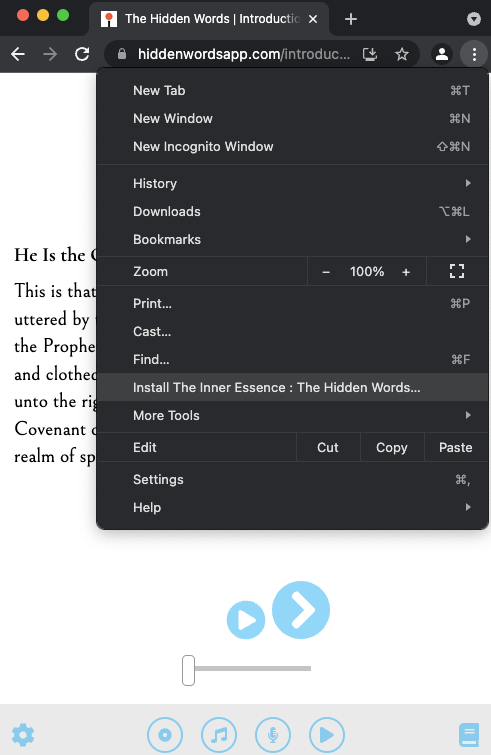 The Hidden Words | Introductio
hiddenwordsapp.com/introduc...
New Tab ⌘T
New Window ⌘N
New Incognito Window ⇧⌘N
History
Downloads ⌥⌘L
Bookmarks
Zoom − 100% +
Print... ⌘P
Cast...
Find... ⌘F
Install The Inner Essence : The Hidden Words...
More Tools
Edit Cut Copy Paste
Settings ⌘,
Help
He Is the
This is that
uttered by
the Prophe
and clothed
unto the rig
Covenant
realm of sp